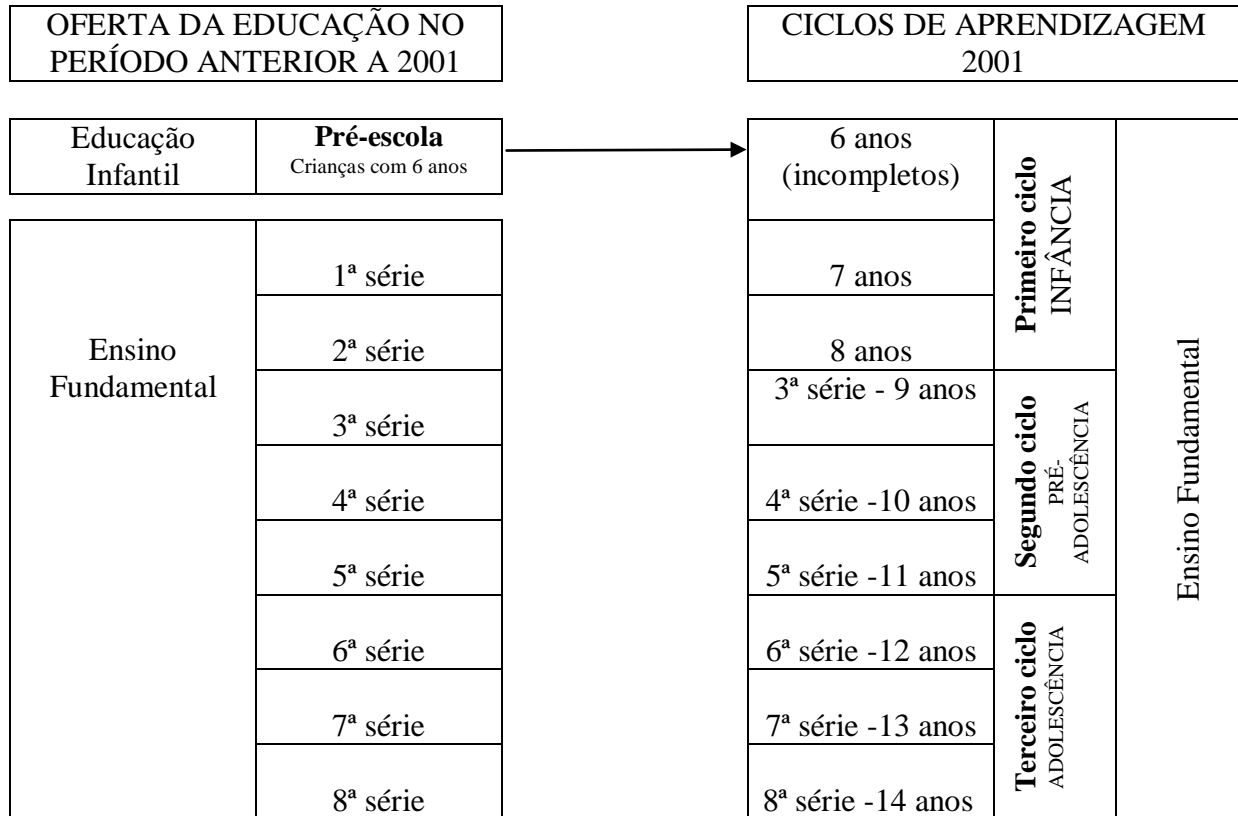 OFERTA DA EDUCAÇÃO NO
PERÍODO ANTERIOR A 2001
CICLOS DE APRENDIZAGEM
2001
Educação
Infantil
Pré-escola
Crianças com 6 anos
6 anos
(incompletos)
Primeiro ciclo
INFÂNCIA
Ensino
Fundamental
1ª série
7 anos
2ª série
8 anos
3ª série
3ª série - 9 anos
Segundo ciclo
PRÉ-
ADOLESCÊNCIA
4ª série
4ª série -10 anos
5ª série
5ª série -11 anos
6ª série
6ª série -12 anos
Terceiro ciclo
ADOLESCÊNCIA
7ª série
7ª série -13 anos
8ª série
8ª série -14 anos
Ensino Fundamental